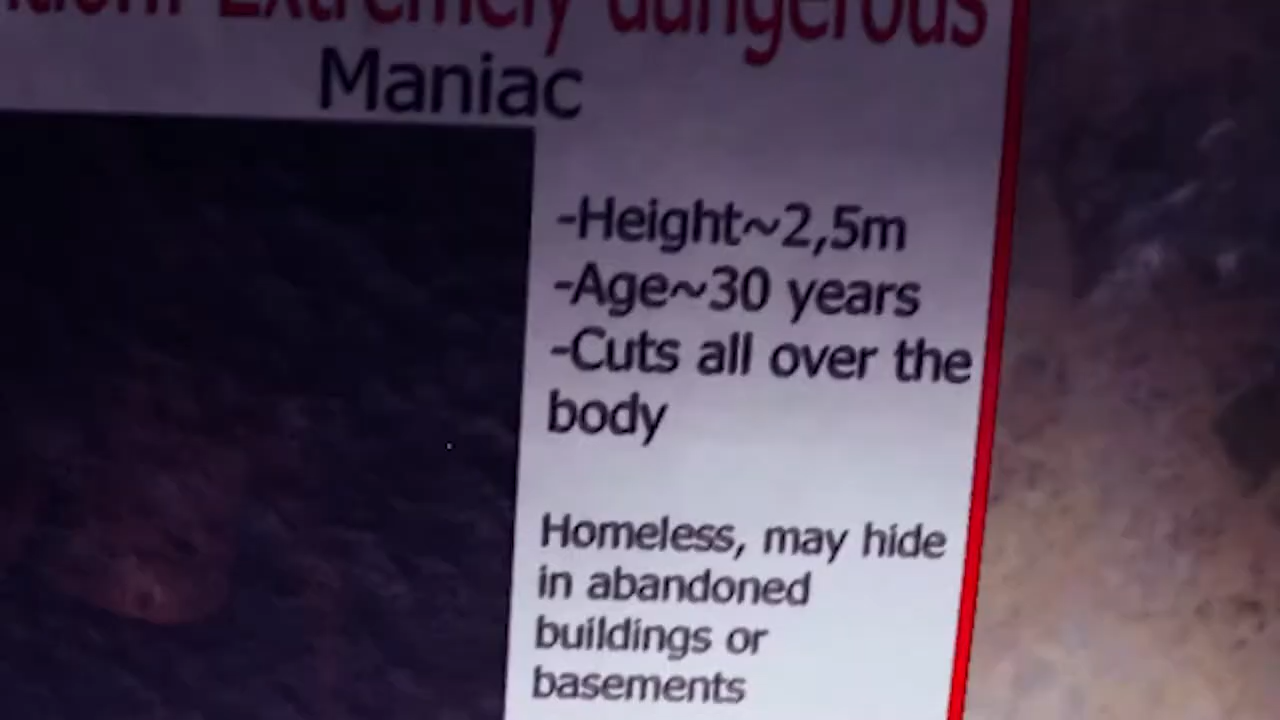 Extremely dangerous
Maniac
-Height~2,5m
-Age~30 years
-Cuts all over the
body
Homeless, may hide
in abandoned
buildings or
basements